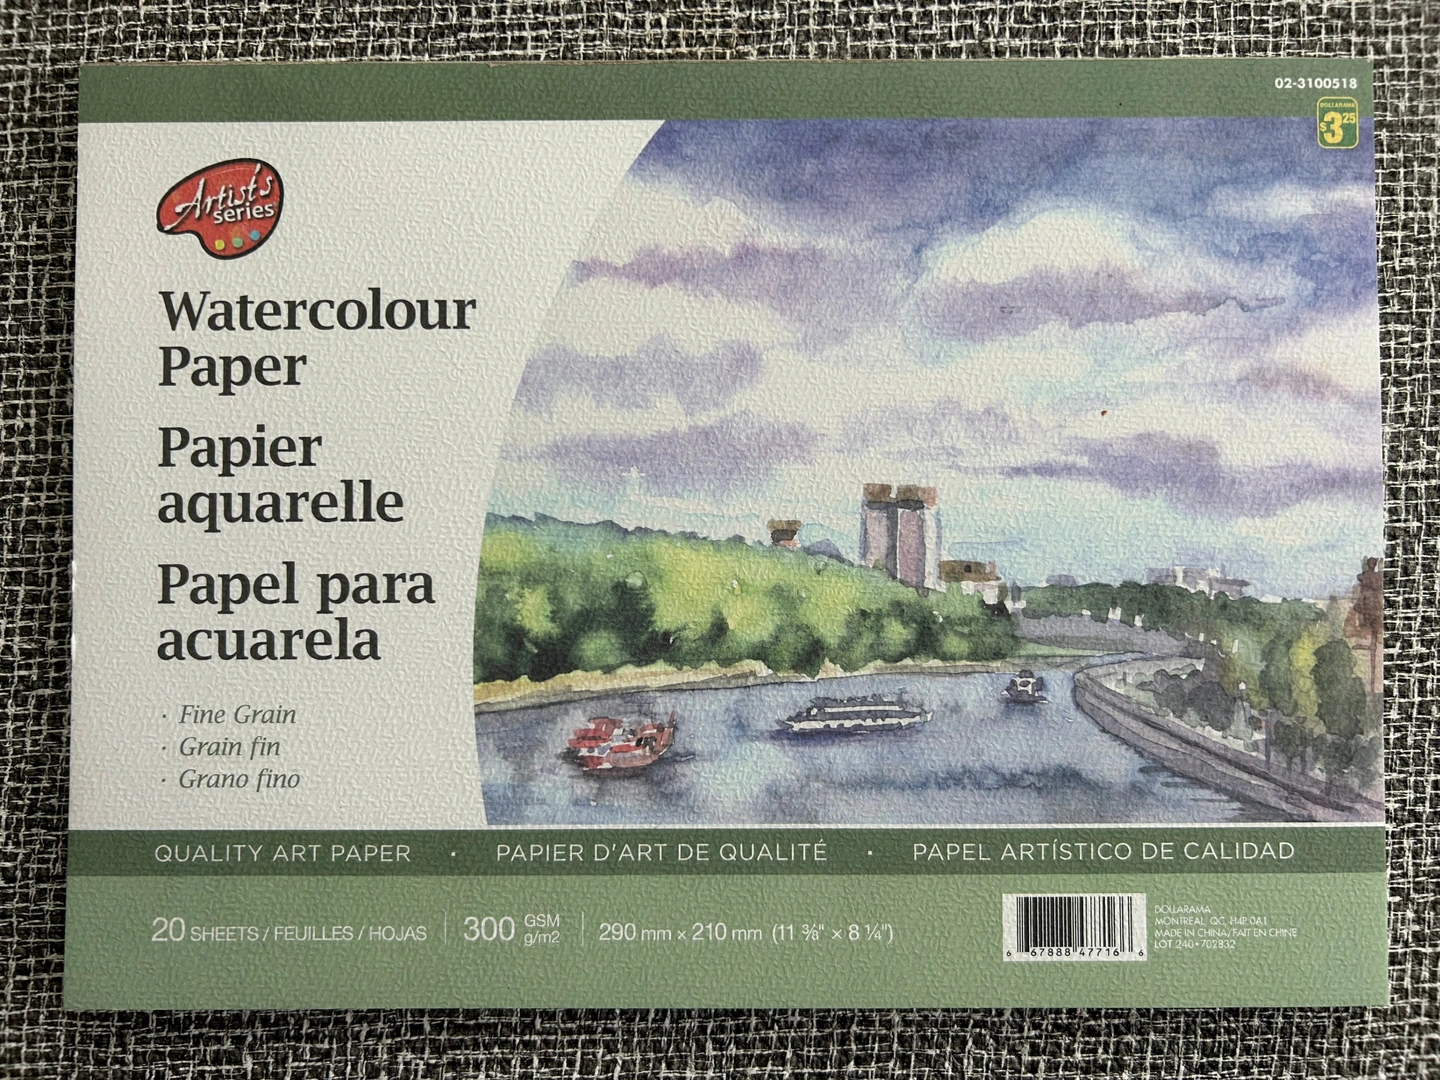 02-3100518
DOLLARAMA
$3.25
Artist's
series
Watercolour
Paper
Papier
aquarelle
Papel para
acuarela
· Fine Grain
· Grain fin
· Grano fino
QUALITY ART PAPER · PAPIER D'ART DE QUALITÉ · PAPEL ARTÍSTICO DE CALIDAD
20 SHEETS / FEUILLES / HOJAS
300 GSM
g/m2
290 mm x 210 mm (11 ⅜" x 8 ¼")
6 67888 47716 6
DOLLARAMA
MONTREAL, QC, H4P 0A1
MADE IN CHINA/FAIT EN CHINE
LOT 240•702832